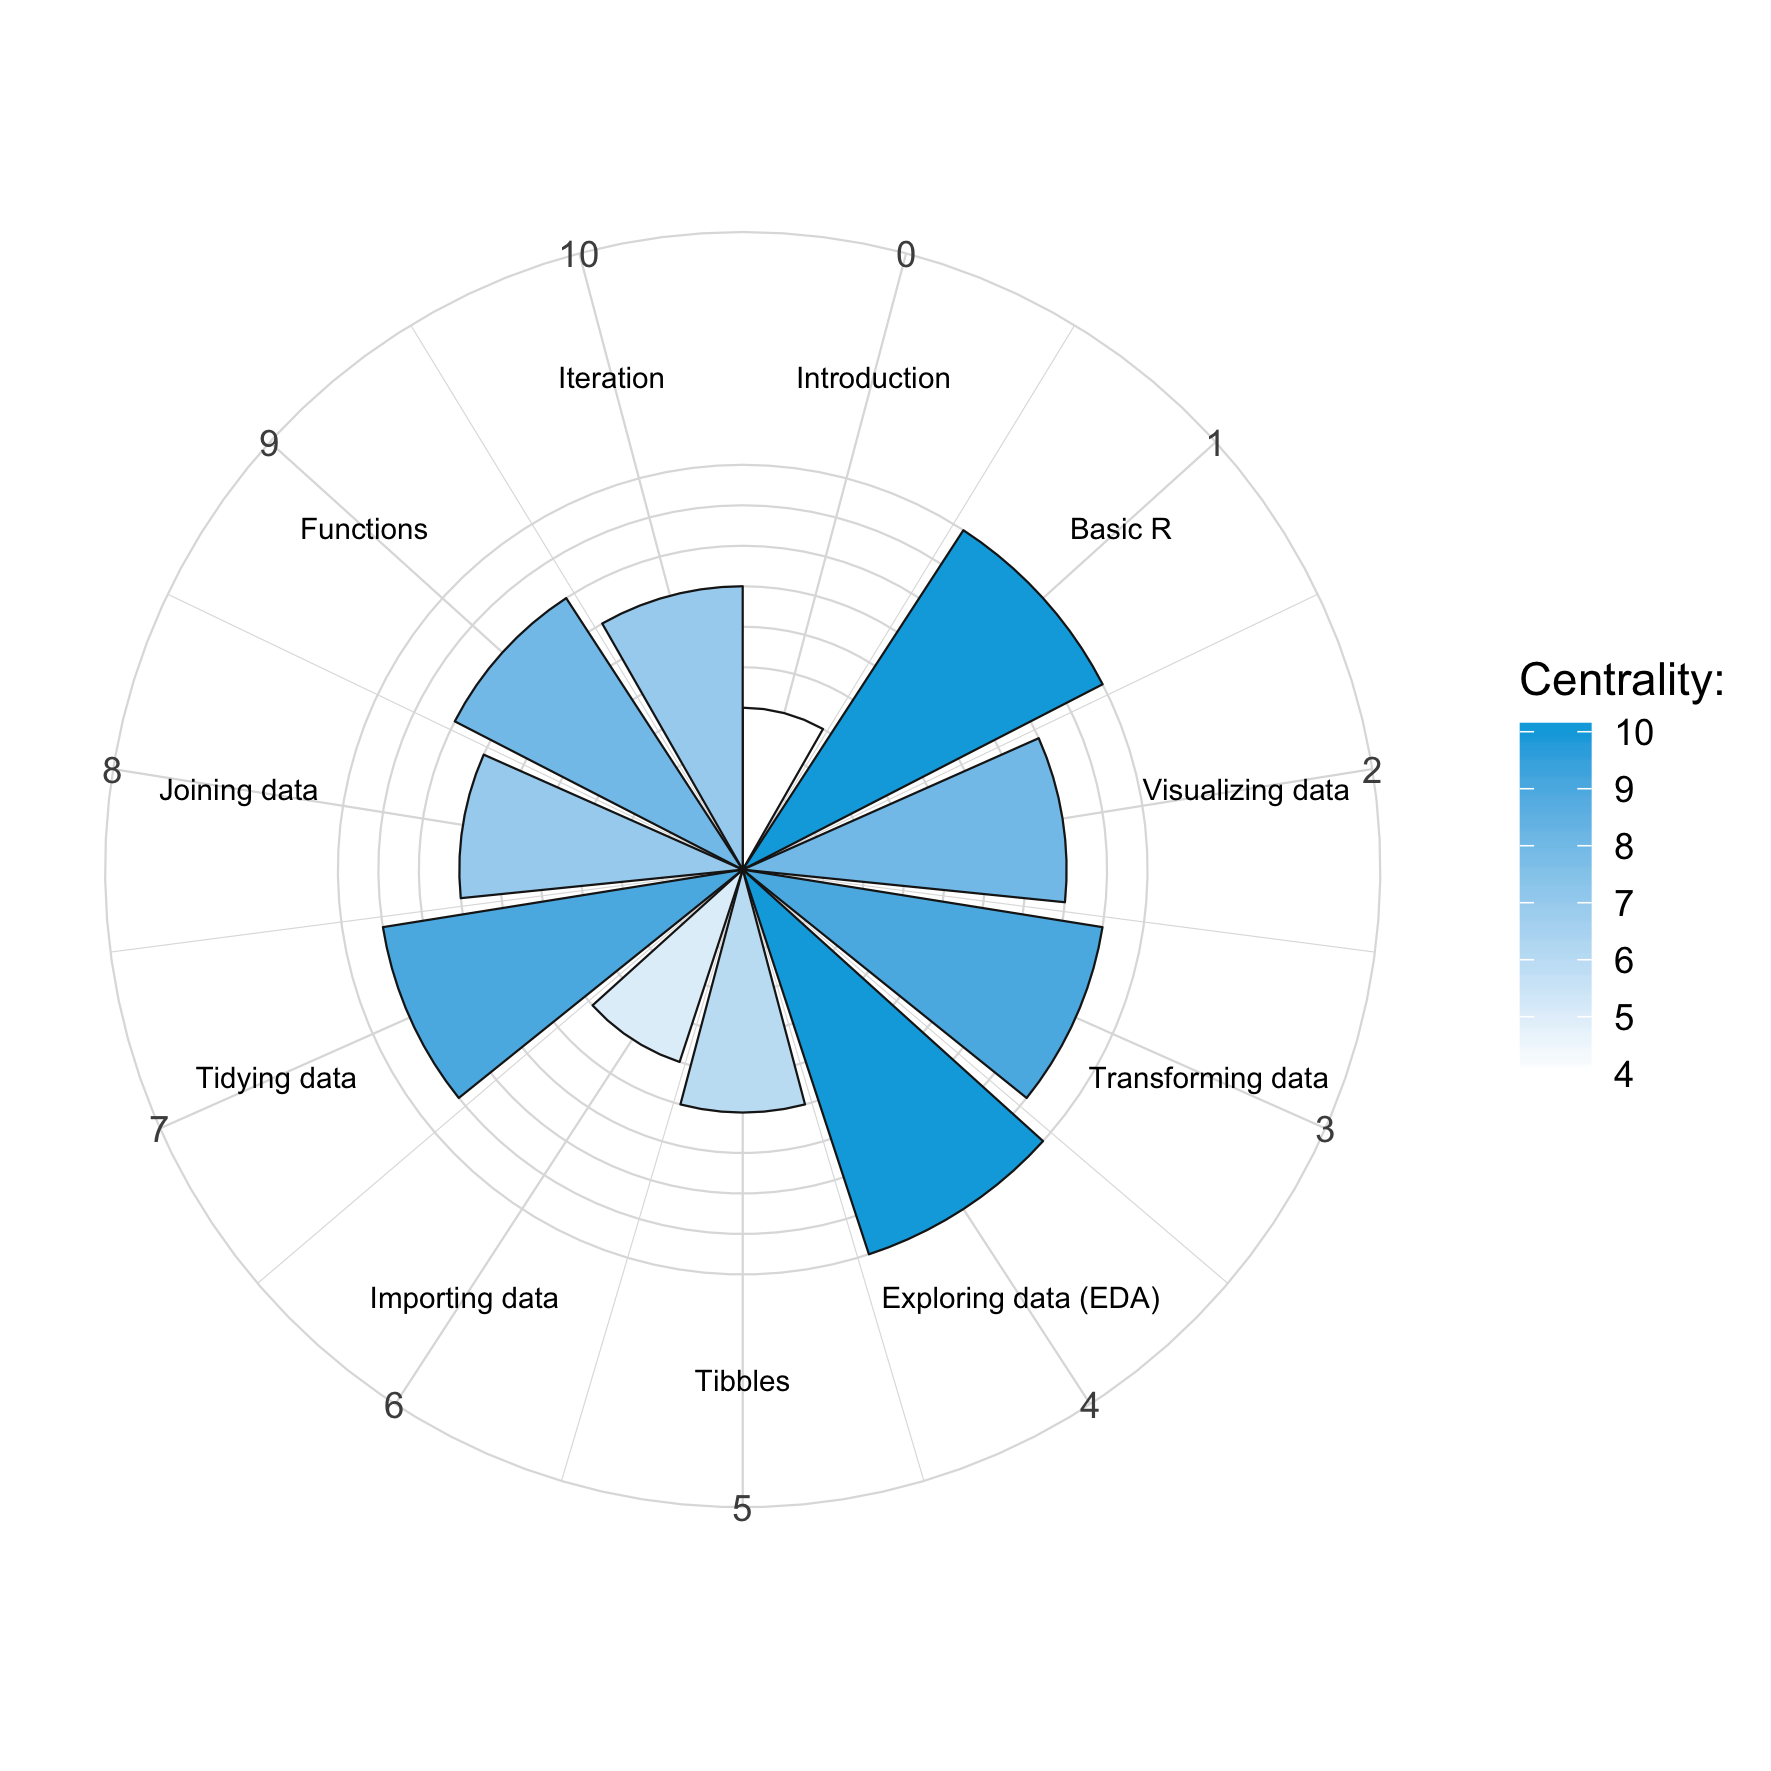 10
0
Iteration
Introduction
9
1
Functions
Basic R
8
2
Joining data
Visualizing data
Tidying data
Transforming data
7
3
Importing data
Exploring data (EDA)
Tibbles
6
4
5
Centrality:
10
9
8
7
6
5
4